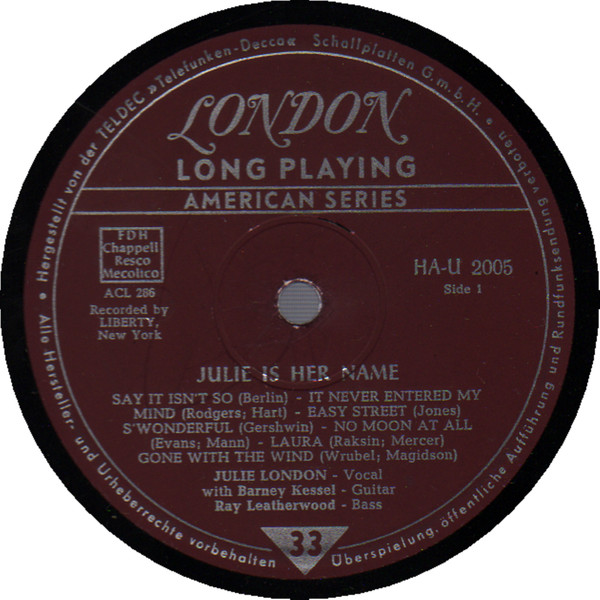 • Hergestellt von der TELDEC »Telefunken-Decca« Schallplatten G.m.b.H. •
LONDON
LONG PLAYING
AMERICAN SERIES
FDH
Chappell
Resco
Mecolico
ACL 286
Recorded by
LIBERTY,
New York
HA-U 2005
Side 1
JULIE IS HER NAME
SAY IT ISN'T SO (Berlin) - IT NEVER ENTERED MY
MIND (Rodgers; Hart) - EASY STREET (Jones)
S'WONDERFUL (Gershwin) - NO MOON AT ALL
(Evans; Mann) - LAURA (Raksin; Mercer)
GONE WITH THE WIND (Wrubel; Magidson)
JULIE LONDON - Vocal
with Barney Kessel - Guitar
Ray Leatherwood - Bass
33
Alle Hersteller- und Urheberrechte vorbehalten
Überspielung, öffentliche Aufführung und Rundfunksendung verboten